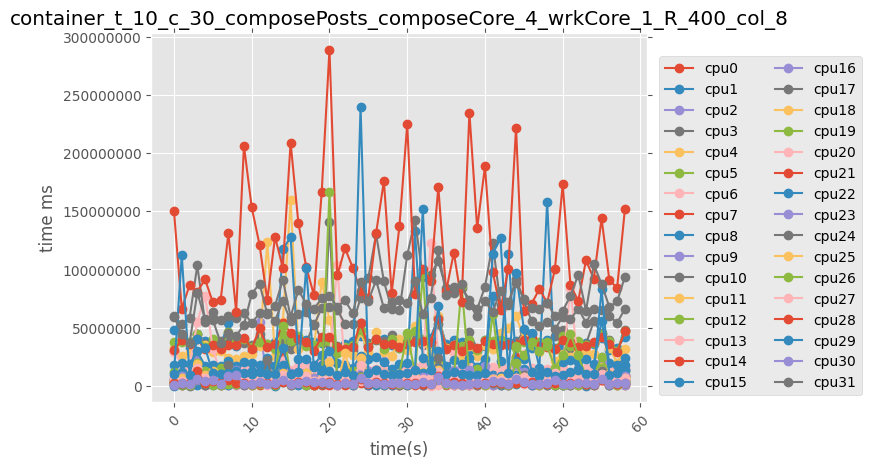 container_t_10_c_30_composePosts_composeCore_4_wrkCore_1_R_400_col_8
300000000
250000000
200000000
150000000
100000000
50000000
0
time ms
0
10
20
30
40
50
60
time(s)
cpu0
cpu1
cpu2
cpu3
cpu4
cpu5
cpu6
cpu7
cpu8
cpu9
cpu10
cpu11
cpu12
cpu13
cpu14
cpu15
cpu16
cpu17
cpu18
cpu19
cpu20
cpu21
cpu22
cpu23
cpu24
cpu25
cpu26
cpu27
cpu28
cpu29
cpu30
cpu31